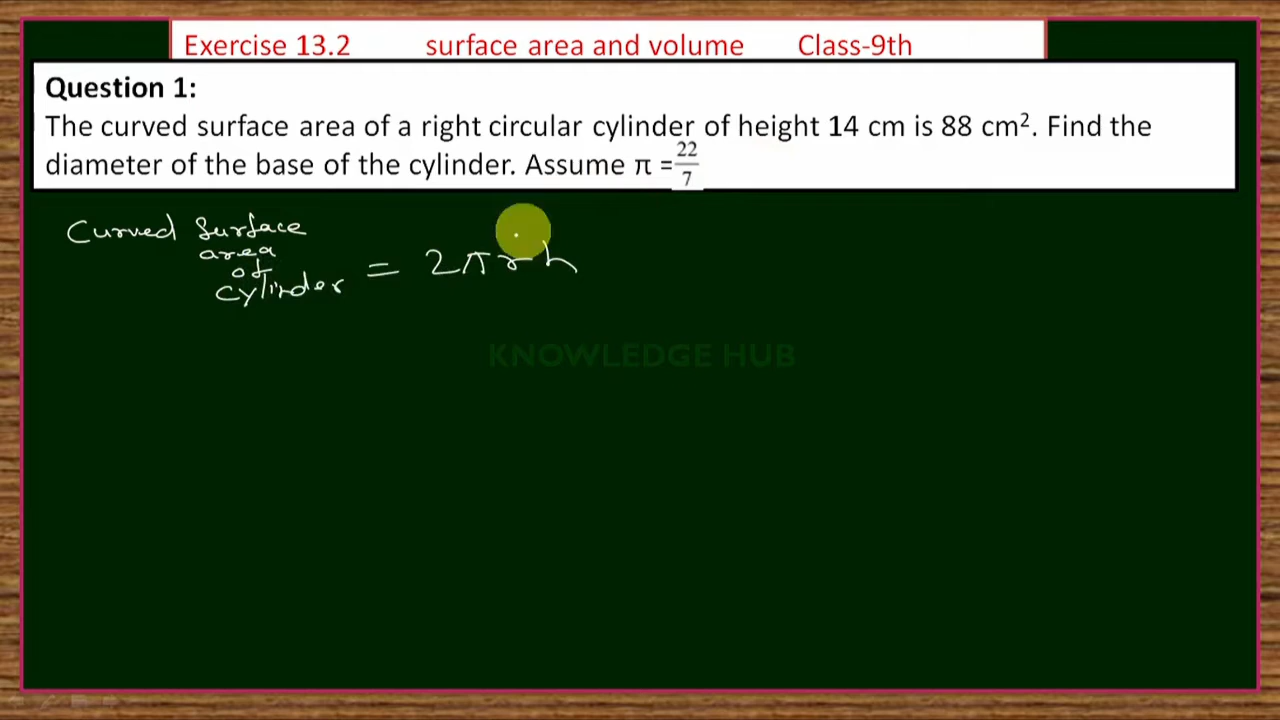 Exercise 13.2 surface area and volume Class-9th
Question 1:
The curved surface area of a right circular cylinder of height 14 cm is 88 cm². Find the
diameter of the base of the cylinder. Assume π = 22/7
Curved Surface
area
of
cylinder = 2πrh
KNOWLEDGE HUB